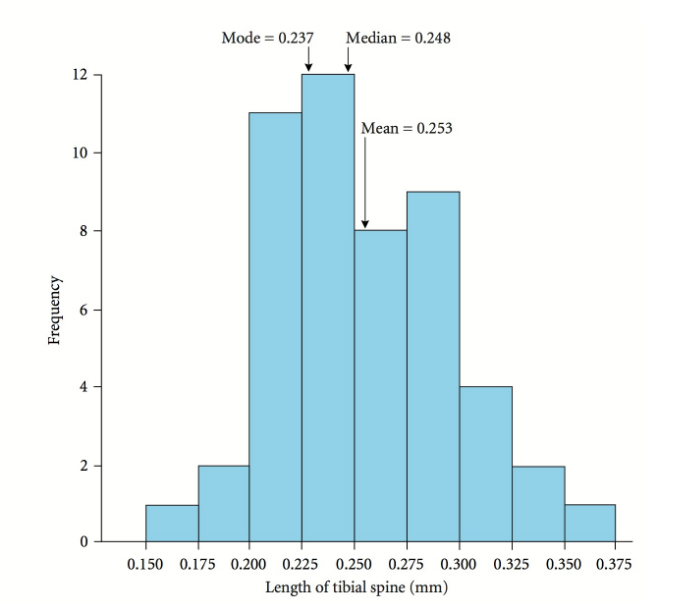 Mode = 0.237
Median = 0.248
Mean = 0.253
12
10
8
6
4
2
0
Frequency
0.150 0.175 0.200 0.225 0.250 0.275 0.300 0.325 0.350 0.375
Length of tibial spine (mm)